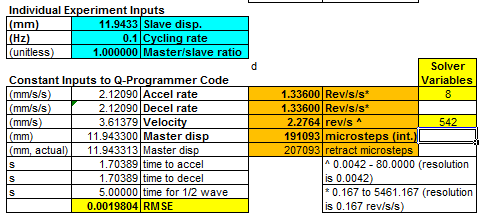 Individual Experiment Inputs
(mm) 11.9433 Slave disp.
(Hz) 0.1 Cycling rate
(unitless) 1.000000 Master/slave ratio
d
Solver
Constant Inputs to Q-Programmer Code Variables
(mm/s/s) 2.12090 Accel rate 1.33600 Rev/s/s* 8
(mm/s/s) 2.12090 Decel rate 1.33600 Rev/s/s*
(mm/s) 3.61379 Velocity 2.2764 rev/s ^ 542
(mm) 11.943300 Master disp 191093 microsteps (int.)
(mm, actual) 11.943313 Master disp 207093 retract microsteps
s 1.70389 time to accel ^ 0.0042 - 80.0000 (resolution
s 1.70389 time to decel is 0.0042)
s 5.00000 time for 1/2 wave * 0.167 to 5461.167 (resolution
0.0019804 RMSE is 0.167 rev/s/s)